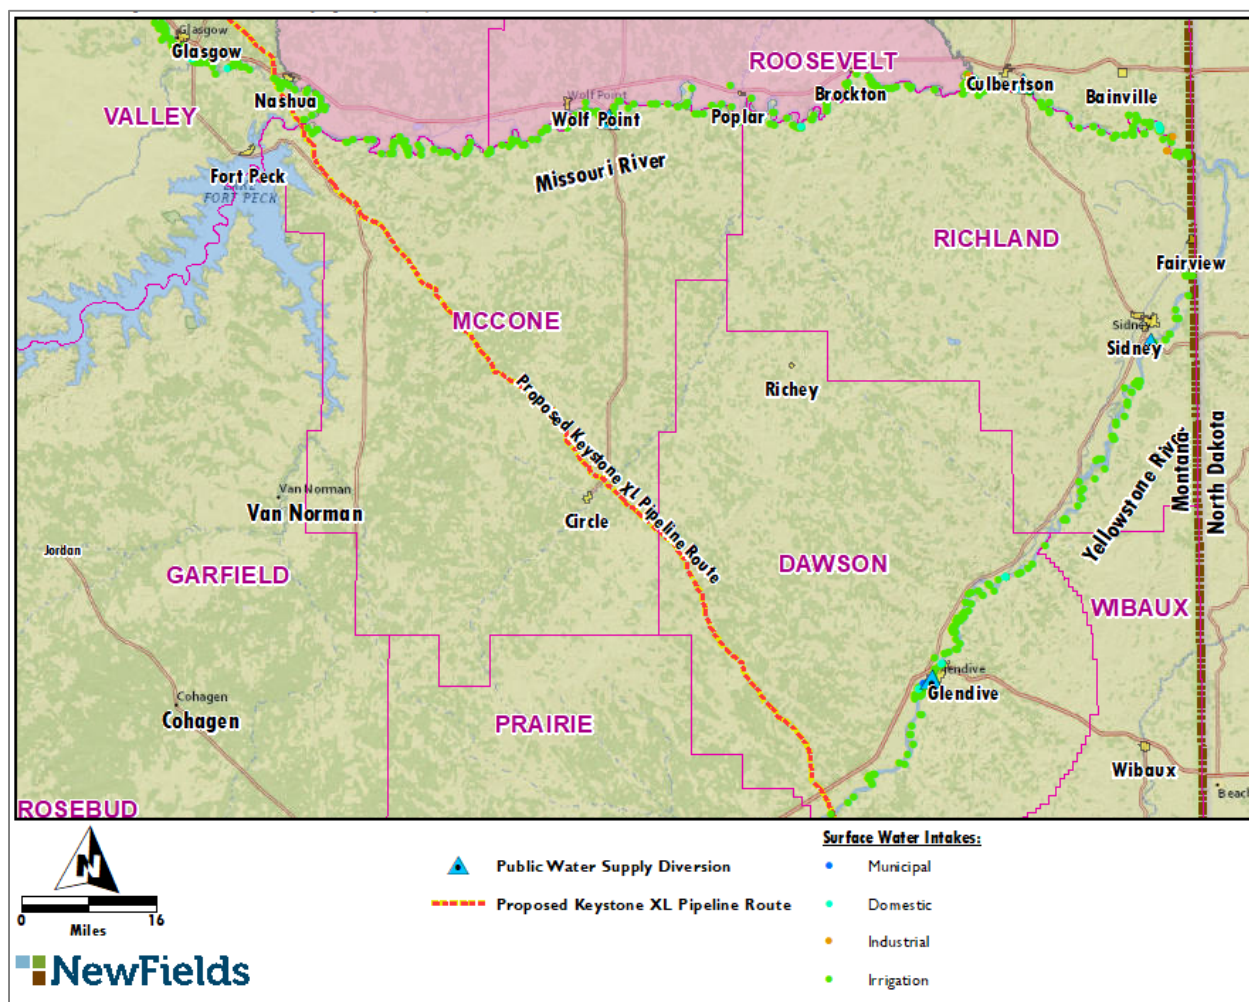 Glasgow
Glasgow
ROOSEVELT
Culbertson
Bainville
Brockton
Wolf Point
Wolf Point
Poplar
Nashua
VALLEY
Missouri River
Fort Peck
FORT PECK
RICHLAND
Fairview
MCCONE
Sidney
Sidney
Richey
Proposed Keystone XL Pipeline Route
Montana
North Dakota
Yellowstone River
Van Norman
Van Norman
Circle
Jordan
GARFIELD
DAWSON
WIBAUX
Glendive
Cohagen
Cohagen
PRAIRIE
Wibaux
Beach
ROSEBUD
N
0 16
Miles
NewFields
Public Water Supply Diversion
Proposed Keystone XL Pipeline Route
Surface Water Intakes:
Municipal
Domestic
Industrial
Irrigation